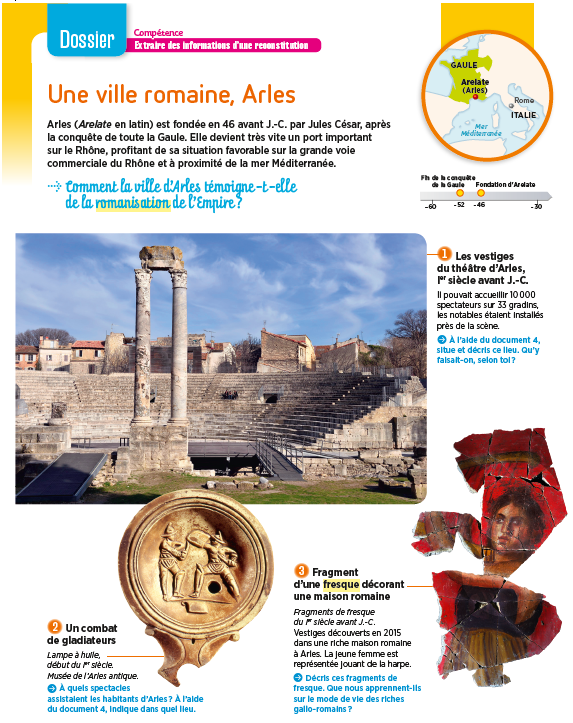 Dossier
Compétence
Extraire des informations d'une reconstitution
Une ville romaine, Arles
Arles (Arelate en latin) est fondée en 46 avant J.-C. par Jules César, après
la conquête de toute la Gaule. Elle devient très vite un port important
sur le Rhône, profitant de sa situation favorable sur la grande voie
commerciale du Rhône et à proximité de la mer Méditerranée.
Comment la ville d'Arles témoigne-t-elle
de la romanisation de l'Empire ?
GAULE
Arelate
(Arles)
Rome
ITALIE
Mer
Méditerranée
Fin de la conquête
de la Gaule
Fondation d'Arelate
-60
-52
-46
-30
1 Les vestiges
du théâtre d'Arles,
Ier siècle avant J.-C.
Il pouvait accueillir 10 000
spectateurs sur 33 gradins,
les notables étaient installés
près de la scène.
À l'aide du document 4,
situe et décris ce lieu. Qu'y
faisait-on, selon toi ?
2 Un combat
de gladiateurs
Lampe à huile,
début du IIe siècle.
Musée de l'Arles antique.
À quels spectacles
assistaient les habitants d'Arles ? À l'aide
du document 4, indique dans quel lieu.
3 Fragment
d'une fresque décorant
une maison romaine
Fragments de fresque
du Ier siècle avant J.-C.
Vestiges découverts en 2015
dans une riche maison romaine
à Arles. La jeune femme est
représentée jouant de la harpe.
Décris ces fragments de
fresque. Que nous apprennent-ils
sur le mode de vie des riches
gallo-romains ?